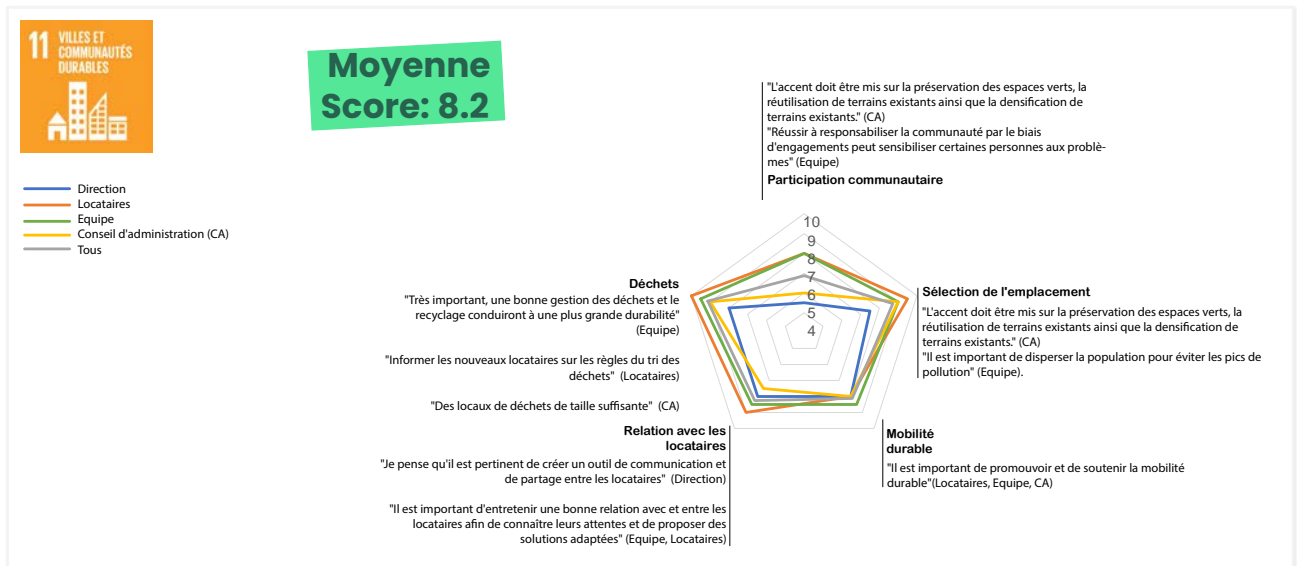 11 VILLES ET
COMMUNAUTÉS
DURABLES
Moyenne
Score: 8.2
Direction
Locataires
Equipe
Conseil d'administration (CA)
Tous
"L'accent doit être mis sur la préservation des espaces verts, la
réutilisation de terrains existants ainsi que la densification de
terrains existants." (CA)
"Réussir à responsabiliser la communauté par le biais
d'engagements peut sensibiliser certaines personnes aux problè-
mes" (Equipe)
Participation communautaire
10
9
8
7
6
5
4
Déchets
"Très important, une bonne gestion des déchets et le
recyclage conduiront à une plus grande durabilité"
(Equipe)
"Informer les nouveaux locataires sur les règles du tri des
déchets" (Locataires)
"Des locaux de déchets de taille suffisante" (CA)
Sélection de l'emplacement
"L'accent doit être mis sur la préservation des espaces verts, la
réutilisation de terrains existants ainsi que la densification de
terrains existants." (CA)
"Il est important de disperser la population pour éviter les pics de
pollution" (Equipe).
Relation avec les
locataires
"Je pense qu'il est pertinent de créer un outil de communication et
de partage entre les locataires" (Direction)
"Il est important d'entretenir une bonne relation avec et entre les
locataires afin de connaître leurs attentes et de proposer des
solutions adaptées" (Equipe, Locataires)
Mobilité
durable
"Il est important de promouvoir et de soutenir la mobilité
durable"(Locataires, Equipe, CA)